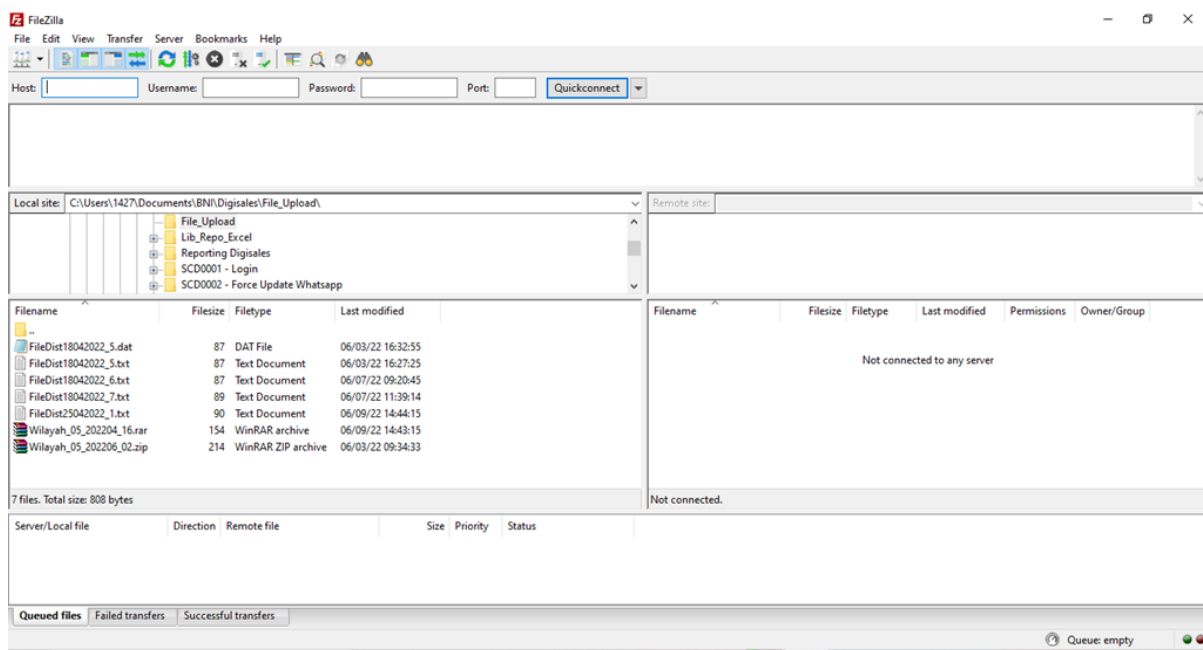 FileZilla
File Edit View Transfer Server Bookmarks Help
Host: Username: Password: Port: Quickconnect
Local site: C:\Users\1427\Documents\BNI\Digisales\File_Upload\
Remote site:
File_Upload
Lib_Repo_Excel
Reporting Digisales
SCD0001 - Login
SCD0002 - Force Update Whatsapp
Filename Filesize Filetype Last modified
..
FileDist18042022_5.dat 87 DAT File 06/03/22 16:32:55
FileDist18042022_5.txt 87 Text Document 06/03/22 16:27:25
FileDist18042022_6.txt 87 Text Document 06/07/22 09:20:45
FileDist18042022_7.txt 89 Text Document 06/07/22 11:39:14
FileDist25042022_1.txt 90 Text Document 06/09/22 14:44:15
Wilayah_05_202204_16.rar 154 WinRAR archive 06/09/22 14:43:15
Wilayah_05_202206_02.zip 214 WinRAR ZIP archive 06/03/22 09:34:33
7 files. Total size: 808 bytes
Filename Filesize Filetype Last modified Permissions Owner/Group
Not connected to any server
Not connected.
Server/Local file Direction Remote file Size Priority Status
Queued files Failed transfers Successful transfers
Queue: empty